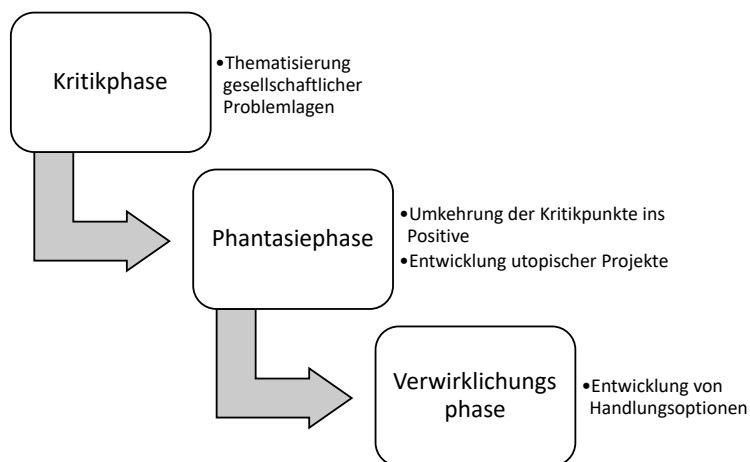 Kritikphase
•Thematisierung
gesellschaftlicher
Problemlagen
Phantasiephase
•Umkehrung der Kritikpunkte ins
Positive
•Entwicklung utopischer Projekte
Verwirklichungs
phase
•Entwicklung von
Handlungsoptionen